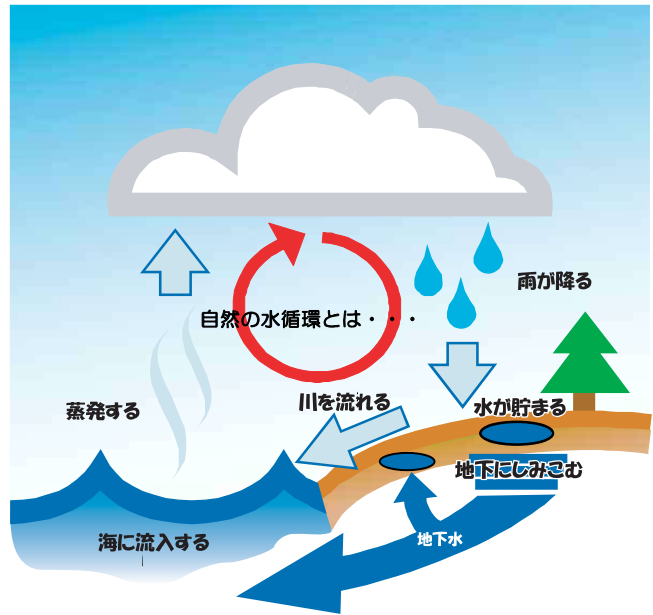 雨が降る
自然の水循環とは・・・
川を流れる
水が貯まる
蒸発する
地下にしみこむ
地下水
海に流入する